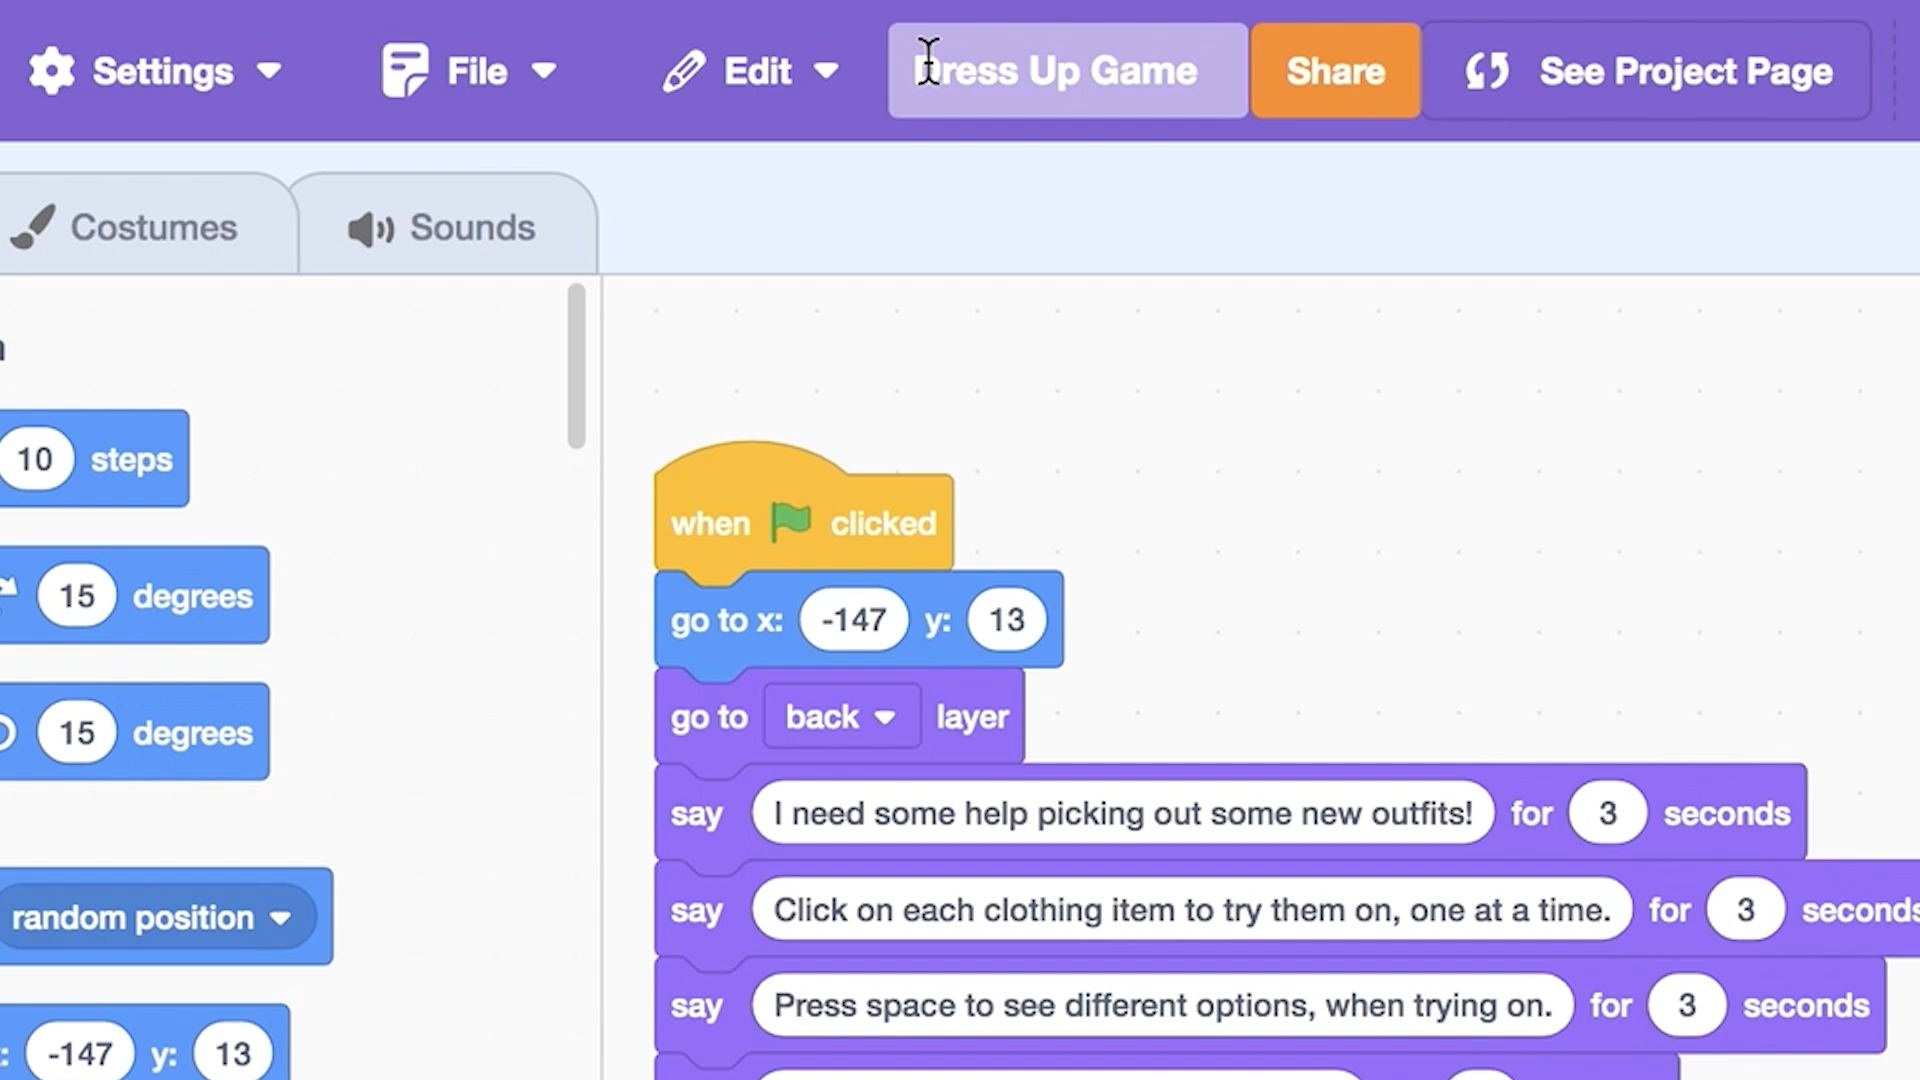 Settings File Edit Dress Up Game Share See Project Page
Costumes Sounds
10 steps
when clicked
15 degrees
go to x: -147 y: 13
15 degrees
go to back layer
say I need some help picking out some new outfits! for 3 seconds
random position
say Click on each clothing item to try them on, one at a time. for 3 seconds
say Press space to see different options, when trying on. for 3 seconds
-147 y: 13